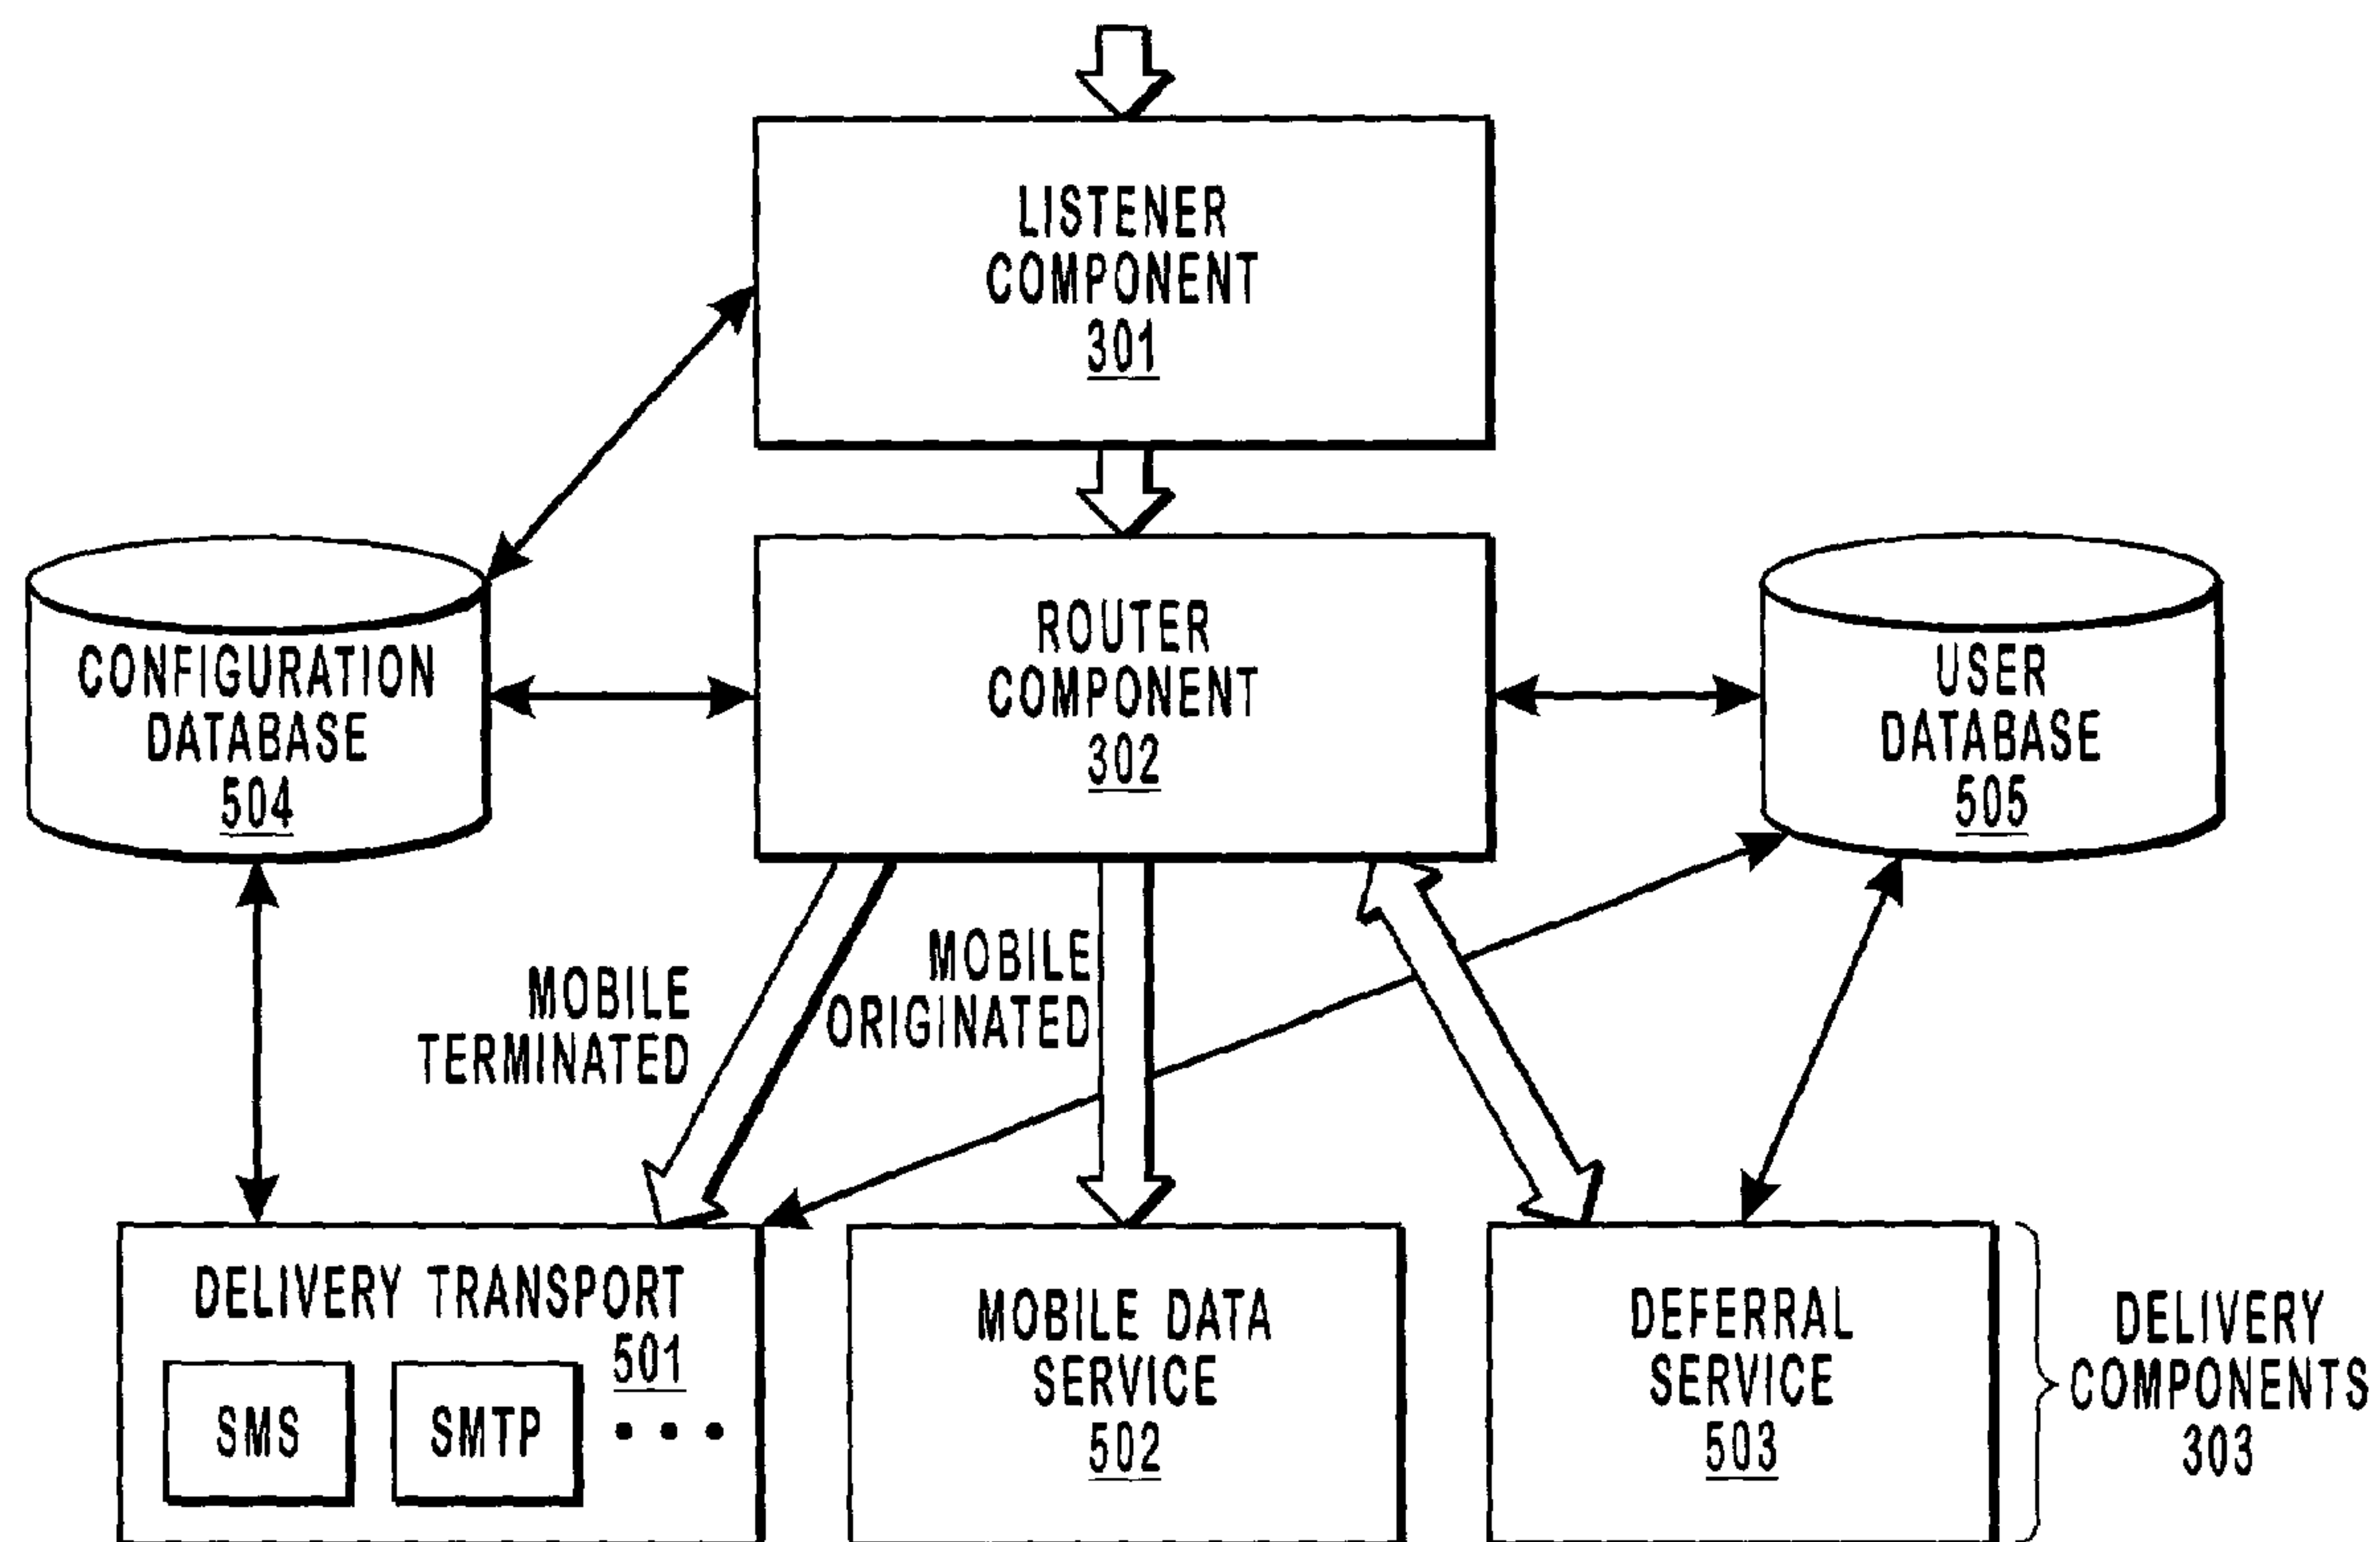 LISTENER
COMPONENT
301
CONFIGURATION
DATABASE
504
ROUTER
COMPONENT
302
USER
DATABASE
505
MOBILE
TERMINATED
MOBILE
ORIGINATED
DELIVERY TRANSPORT
501
SMS
SMTP
• • •
MOBILE DATA
SERVICE
502
DEFERRAL
SERVICE
503
DELIVERY
COMPONENTS
303